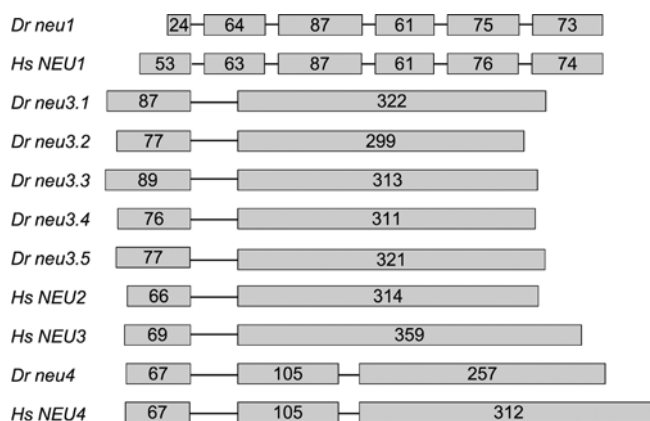 Dr neu1 24 64 87 61 75 73
Hs NEU1 53 63 87 61 76 74
Dr neu3.1 87 322
Dr neu3.2 77 299
Dr neu3.3 89 313
Dr neu3.4 76 311
Dr neu3.5 77 321
Hs NEU2 66 314
Hs NEU3 69 359
Dr neu4 67 105 257
Hs NEU4 67 105 312